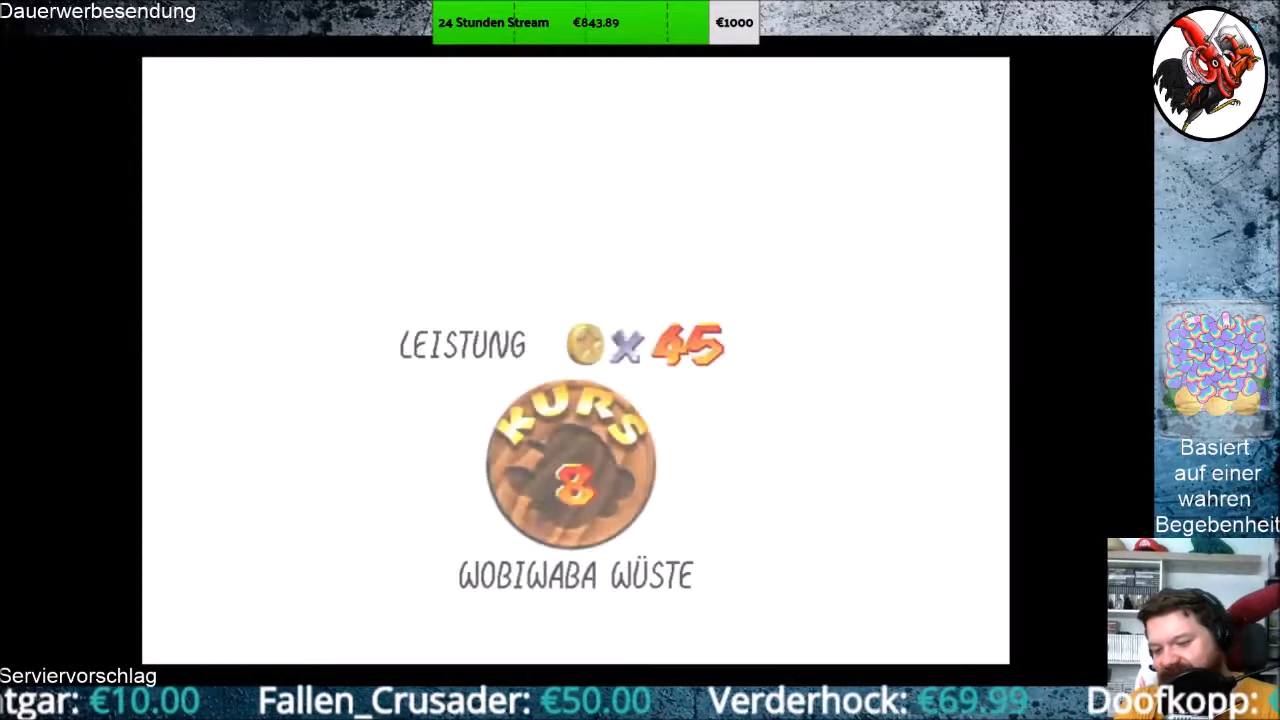 Dauerwerbesendung
24 Stunden Stream €843.89 €1000
LEISTUNG x 45
KURS
8
WOBIWABA WÜSTE
Basiert
auf einer
wahren
Begebenheit
Serviervorschlag
ntgar: €10.00 Fallen_Crusader: €50.00 Verderhock: €69.99 Doofkopp: